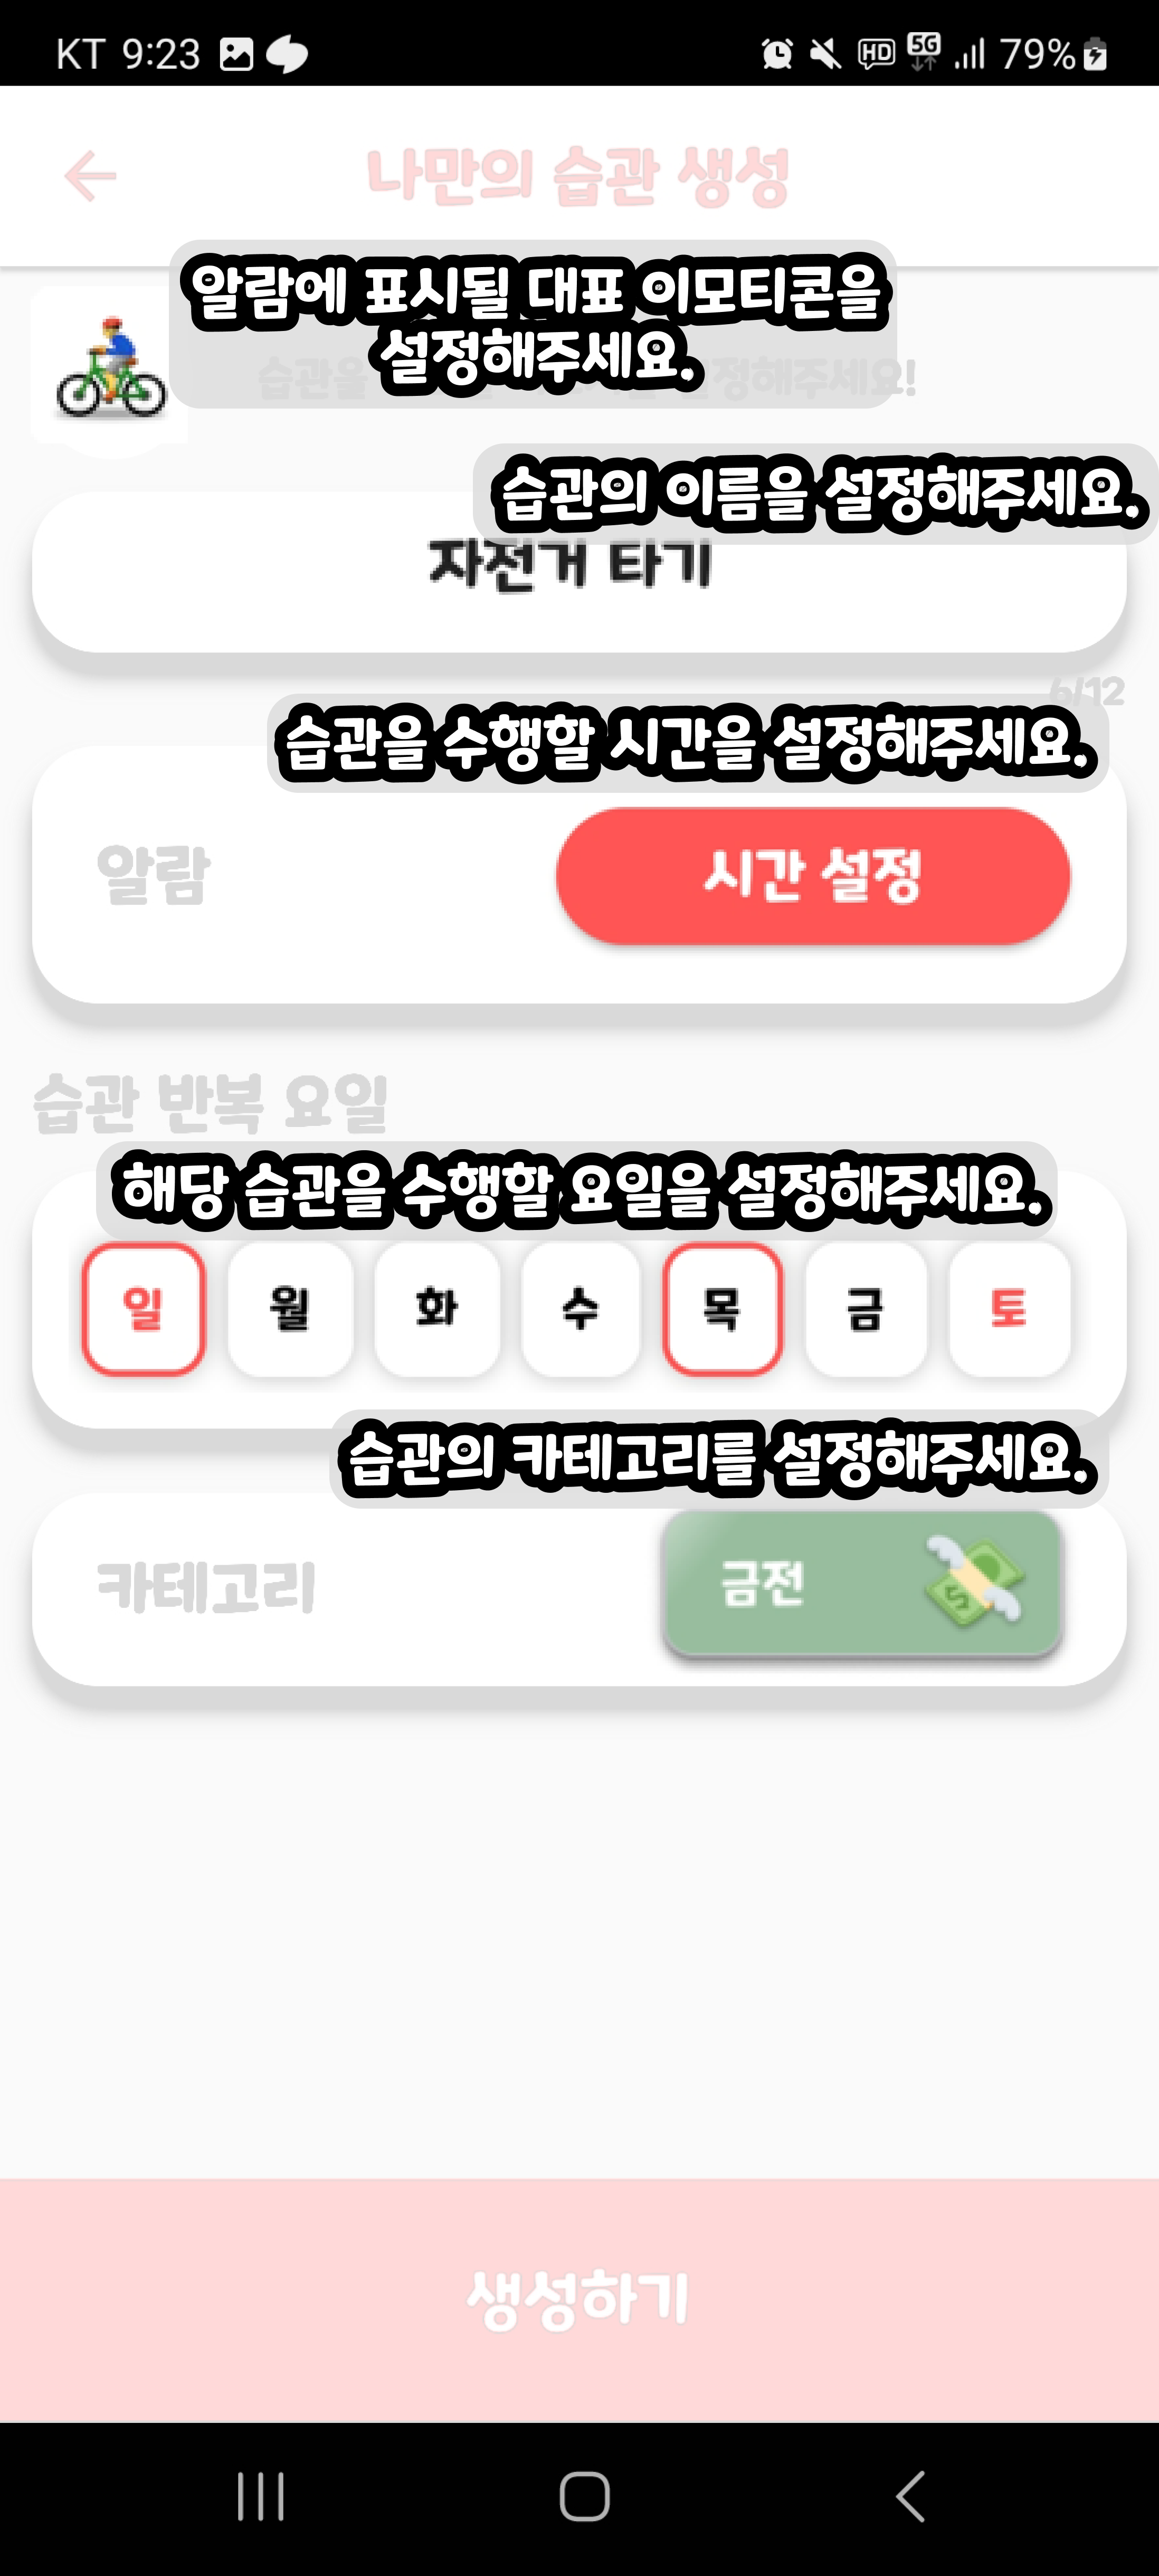 KT 9:23 HD 5G 79%
나만의 습관 생성
알람에 표시될 대표 이모티콘을
설정해주세요.
습관을 정해주세요!
습관의 이름을 설정해주세요.
자전거 타기
6/12
습관을 수행할 시간을 설정해주세요.
알람
시간 설정
습관 반복 요일
해당 습관을 수행할 요일을 설정해주세요.
일 월 화 수 목 금 토
습관의 카테고리를 설정해주세요.
카테고리
금전
생성하기